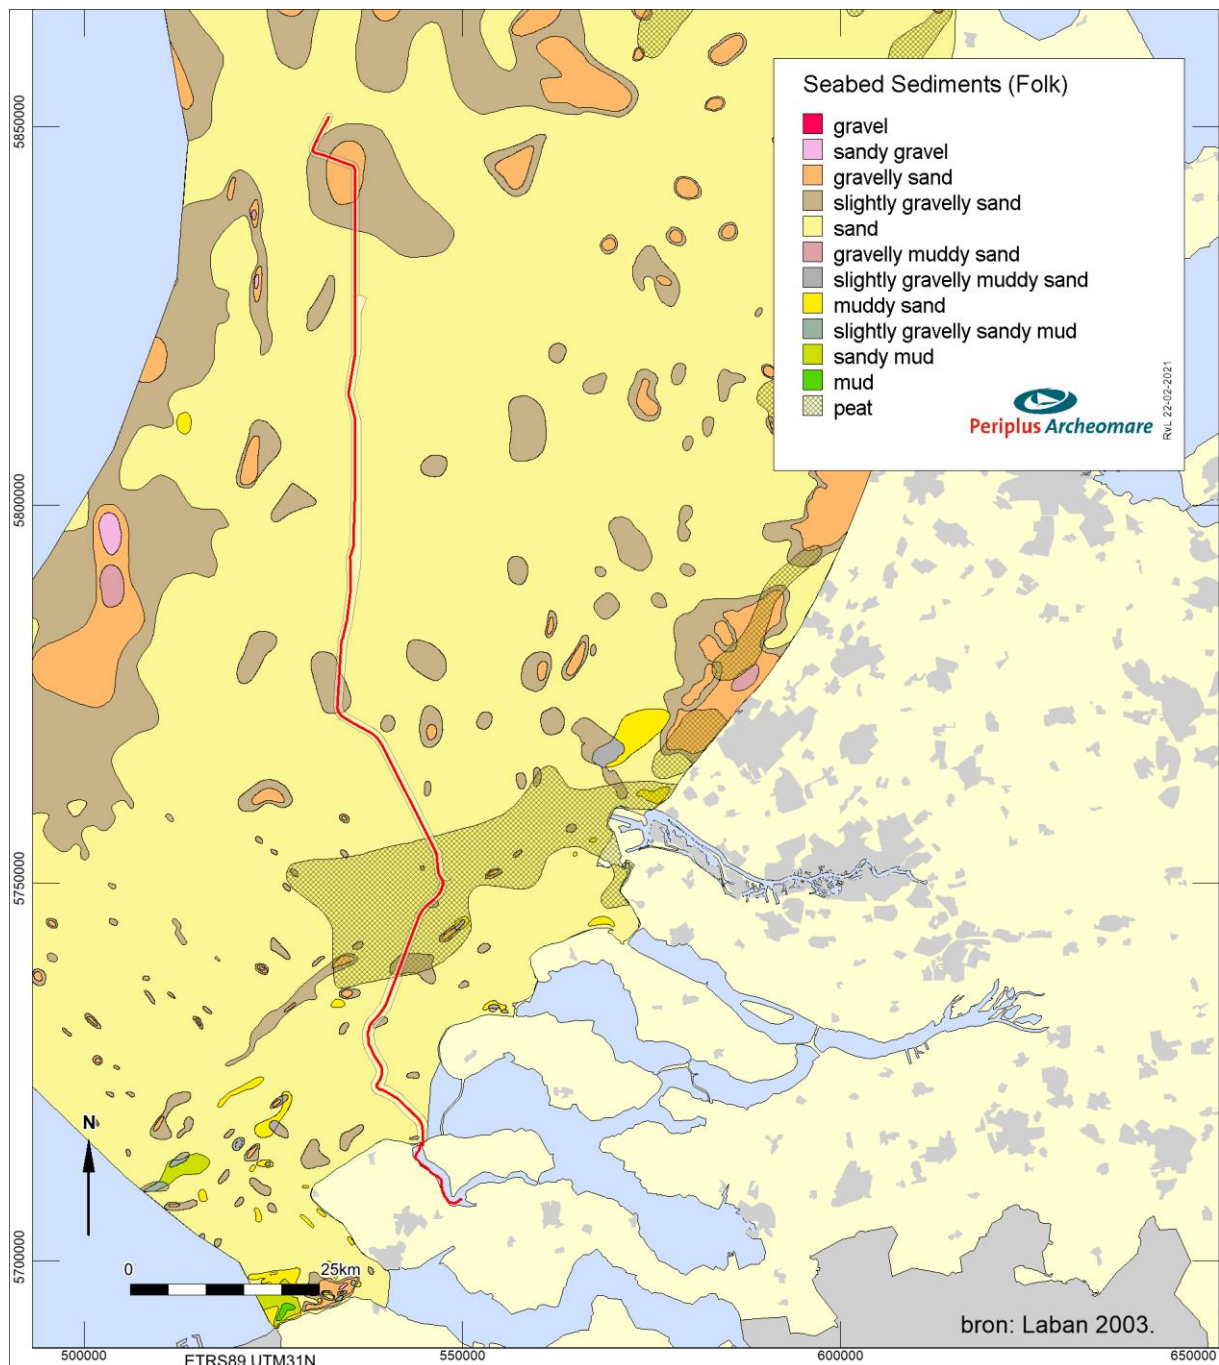 Seabed Sediments (Folk)
gravel
sandy gravel
gravelly sand
slightly gravelly sand
sand
gravelly muddy sand
slightly gravelly muddy sand
muddy sand
slightly gravelly sandy mud
sandy mud
mud
peat
Periplus Archeomare
RvL 22-02-2021
5850000
5800000
5750000
5700000
N
0
25km
bron: Laban 2003.
500000
550000
600000
650000
ETRS89 UTM31N